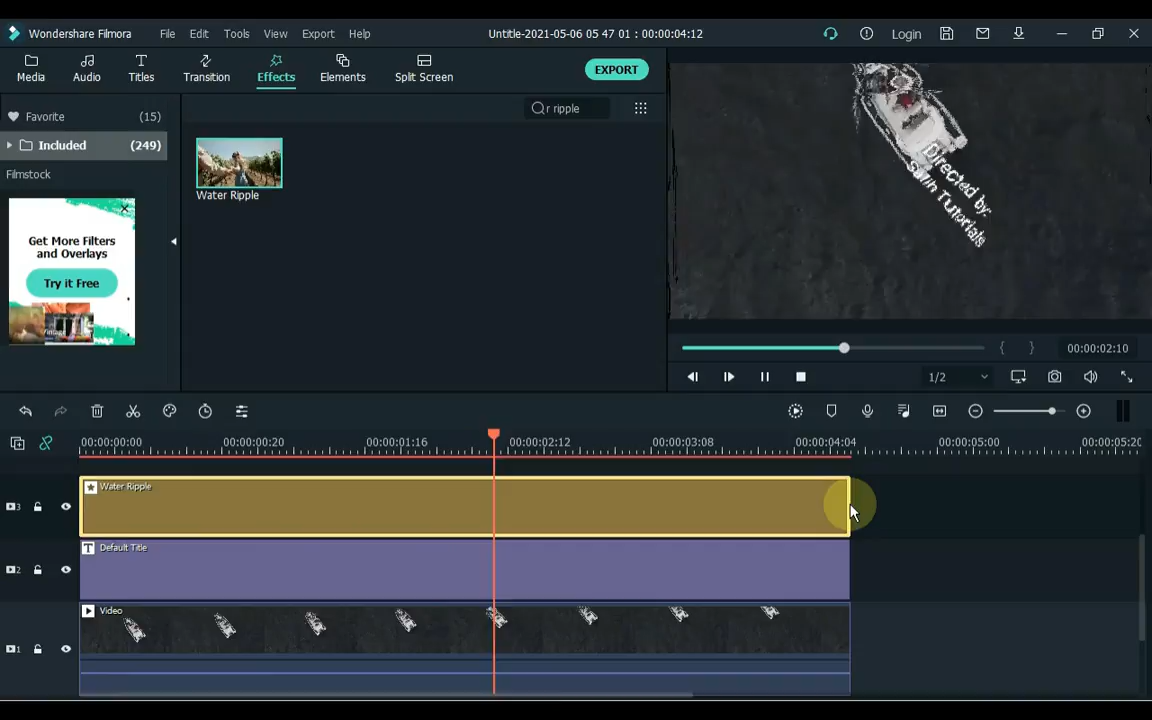 Wondershare Filmora
File Edit Tools View Export Help
Untitle-2021-05-06 05 47 01 : 00:00:04:12
Login
Media Audio Titles Transition Effects Elements Split Screen
EXPORT
Favorite (15)
Included (249)
Filmstock
r ripple
Water Ripple
Get More Filters
and Overlays
Try it Free
Directed by:
Salih Tutorials
00:00:02:10
1/2
00:00:00:00 00:00:00:20 00:00:01:16 00:00:02:12 00:00:03:08 00:00:04:04 00:00:05:00 00:00:05:20
3 Water Ripple
2 T Default Title
1 Video